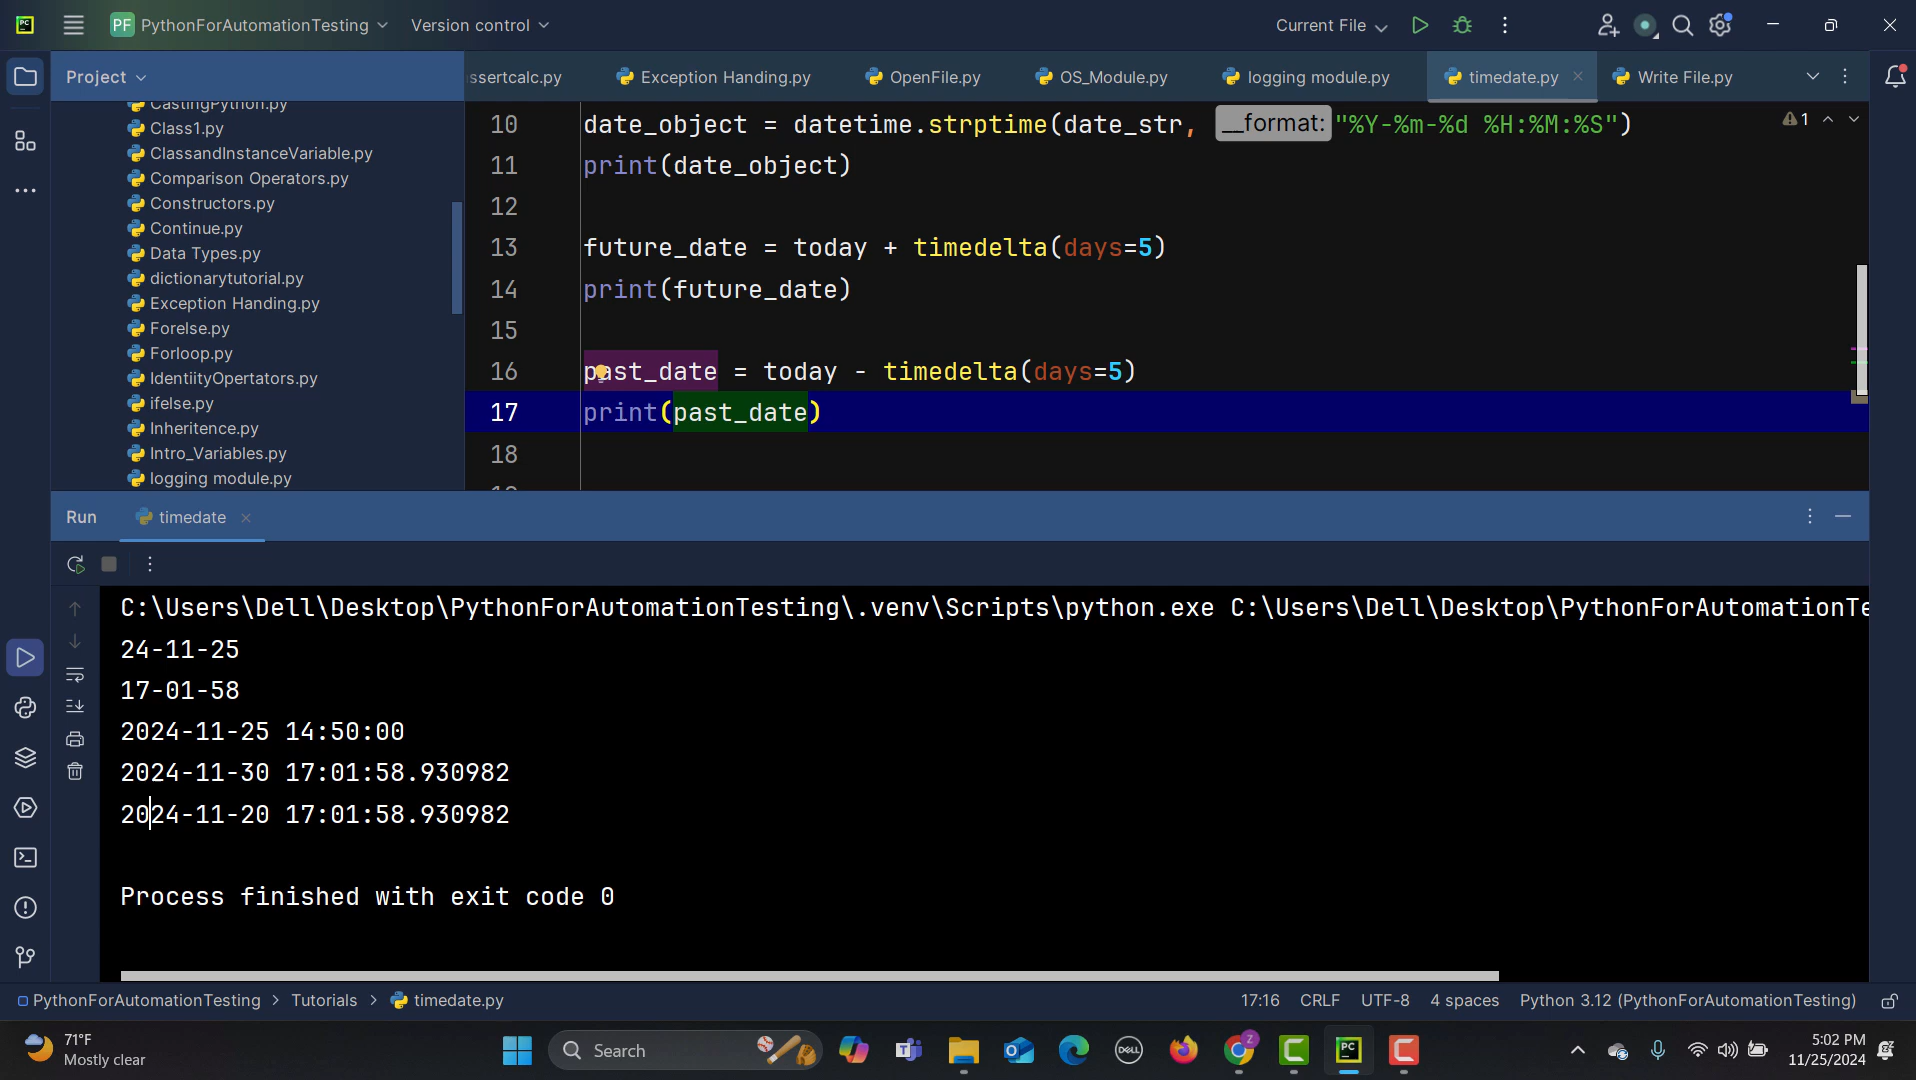 PC
PF PythonForAutomationTesting
Version control
Current File
Project
ssertcalc.py
Exception Handing.py
OpenFile.py
OS_Module.py
logging module.py
timedate.py
Write File.py
CastingPython.py
Class1.py
ClassandInstanceVariable.py
Comparison Operators.py
Constructors.py
Continue.py
Data Types.py
dictionarytutorial.py
Exception Handing.py
Forelse.py
Forloop.py
IdentiityOpertators.py
ifelse.py
Inheritence.py
Intro_Variables.py
logging module.py
10 date_object = datetime.strptime(date_str, __format: "%Y-%m-%d %H:%M:%S")
1
11 print(date_object)
12
13 future_date = today + timedelta(days=5)
14 print(future_date)
15
16 past_date = today - timedelta(days=5)
17 print(past_date)
18
Run
timedate
C:\Users\Dell\Desktop\PythonForAutomationTesting\.venv\Scripts\python.exe C:\Users\Dell\Desktop\PythonForAutomationTe
24-11-25
17-01-58
2024-11-25 14:50:00
2024-11-30 17:01:58.930982
2024-11-20 17:01:58.930982
Process finished with exit code 0
PythonForAutomationTesting > Tutorials > timedate.py
17:16 CRLF UTF-8 4 spaces Python 3.12 (PythonForAutomationTesting)
71°F
Mostly clear
Search
DELL
Z
PC
5:02 PM
11/25/2024